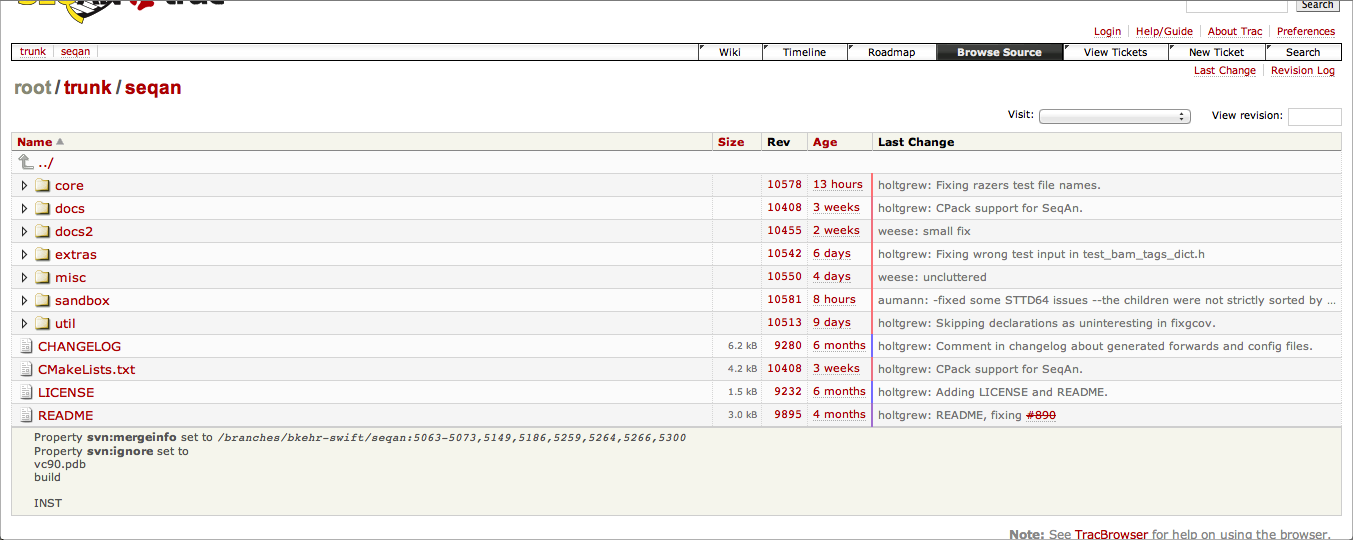 Search
Login Help/Guide About Trac Preferences
trunk seqan Wiki Timeline Roadmap Browse Source View Tickets New Ticket Search
Last Change Revision Log
root / trunk / seqan
Visit: View revision:
Name Size Rev Age Last Change
../
core 10578 13 hours holtgrew: Fixing razers test file names.
docs 10408 3 weeks holtgrew: CPack support for SeqAn.
docs2 10455 2 weeks weese: small fix
extras 10542 6 days holtgrew: Fixing wrong test input in test_bam_tags_dict.h
misc 10550 4 days weese: uncluttered
sandbox 10581 8 hours aumann: -fixed some STTD64 issues --the children were not strictly sorted by ...
util 10513 9 days holtgrew: Skipping declarations as uninteresting in fixgcov.
CHANGELOG 6.2 kB 9280 6 months holtgrew: Comment in changelog about generated forwards and config files.
CMakeLists.txt 4.2 kB 10408 3 weeks holtgrew: CPack support for SeqAn.
LICENSE 1.5 kB 9232 6 months holtgrew: Adding LICENSE and README.
README 3.0 kB 9895 4 months holtgrew: README, fixing #890
Property svn:mergeinfo set to /branches/bkehr-swift/seqan:5063-5073,5149,5186,5259,5264,5266,5300
Property svn:ignore set to
vc90.pdb
build
INST
Note: See TracBrowser for help on using the browser.